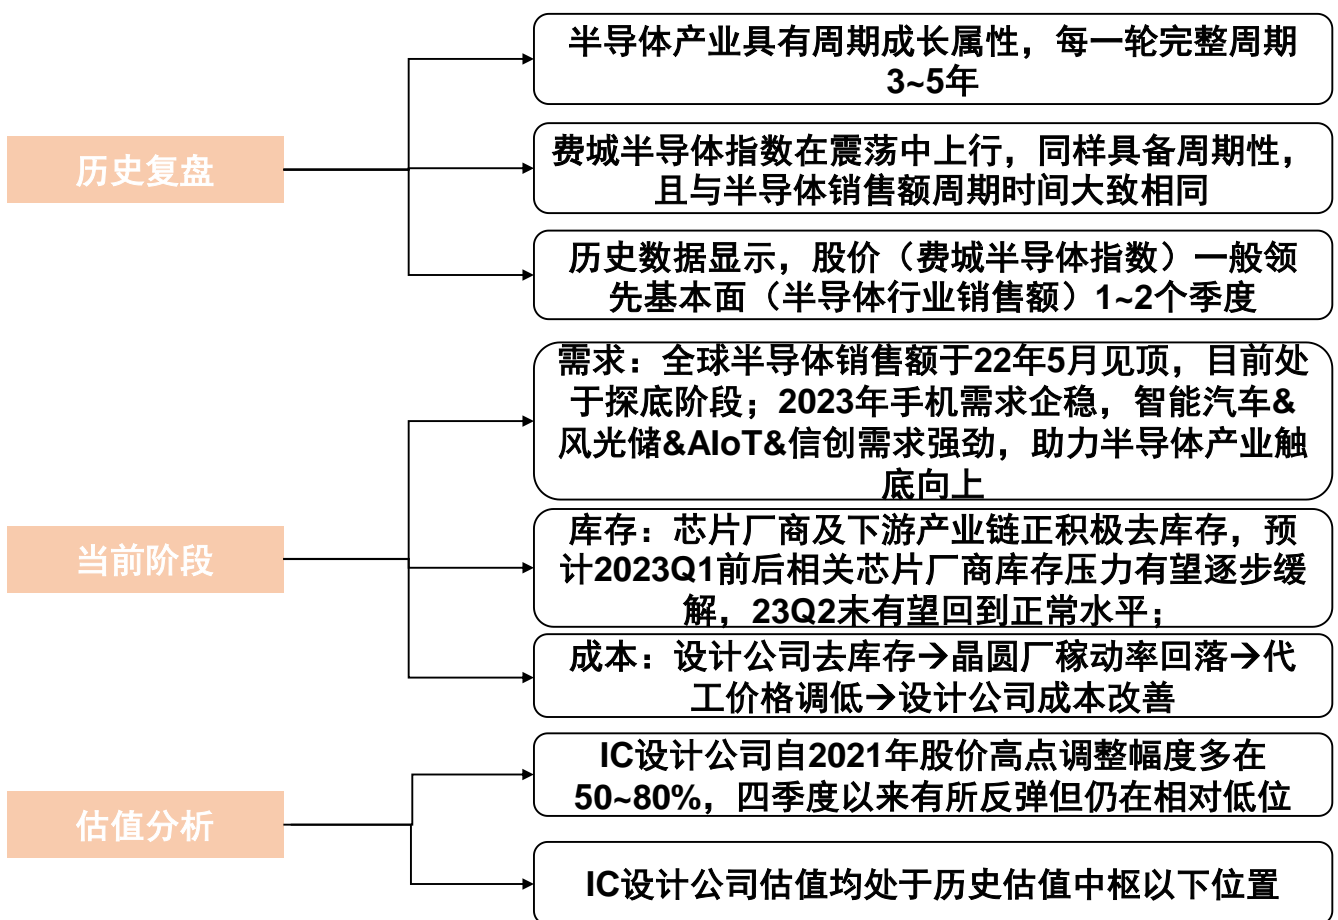 历史复盘
半导体产业具有周期成长属性，每一轮完整周期
3~5年
费城半导体指数在震荡中上行，同样具备周期性，
且与半导体销售额周期时间大致相同
历史数据显示，股价（费城半导体指数）一般领
先基本面（半导体行业销售额）1~2个季度
当前阶段
需求：全球半导体销售额于22年5月见顶，目前处
于探底阶段；2023年手机需求企稳，智能汽车&
风光储&AIoT&信创需求强劲，助力半导体产业触
底向上
库存：芯片厂商及下游产业链正积极去库存，预
计2023Q1前后相关芯片厂商库存压力有望逐步缓
解，23Q2末有望回到正常水平；
成本：设计公司去库存→晶圆厂稼动率回落→代
工价格调低→设计公司成本改善
估值分析
IC设计公司自2021年股价高点调整幅度多在
50~80%，四季度以来有所反弹但仍在相对低位
IC设计公司估值均处于历史估值中枢以下位置